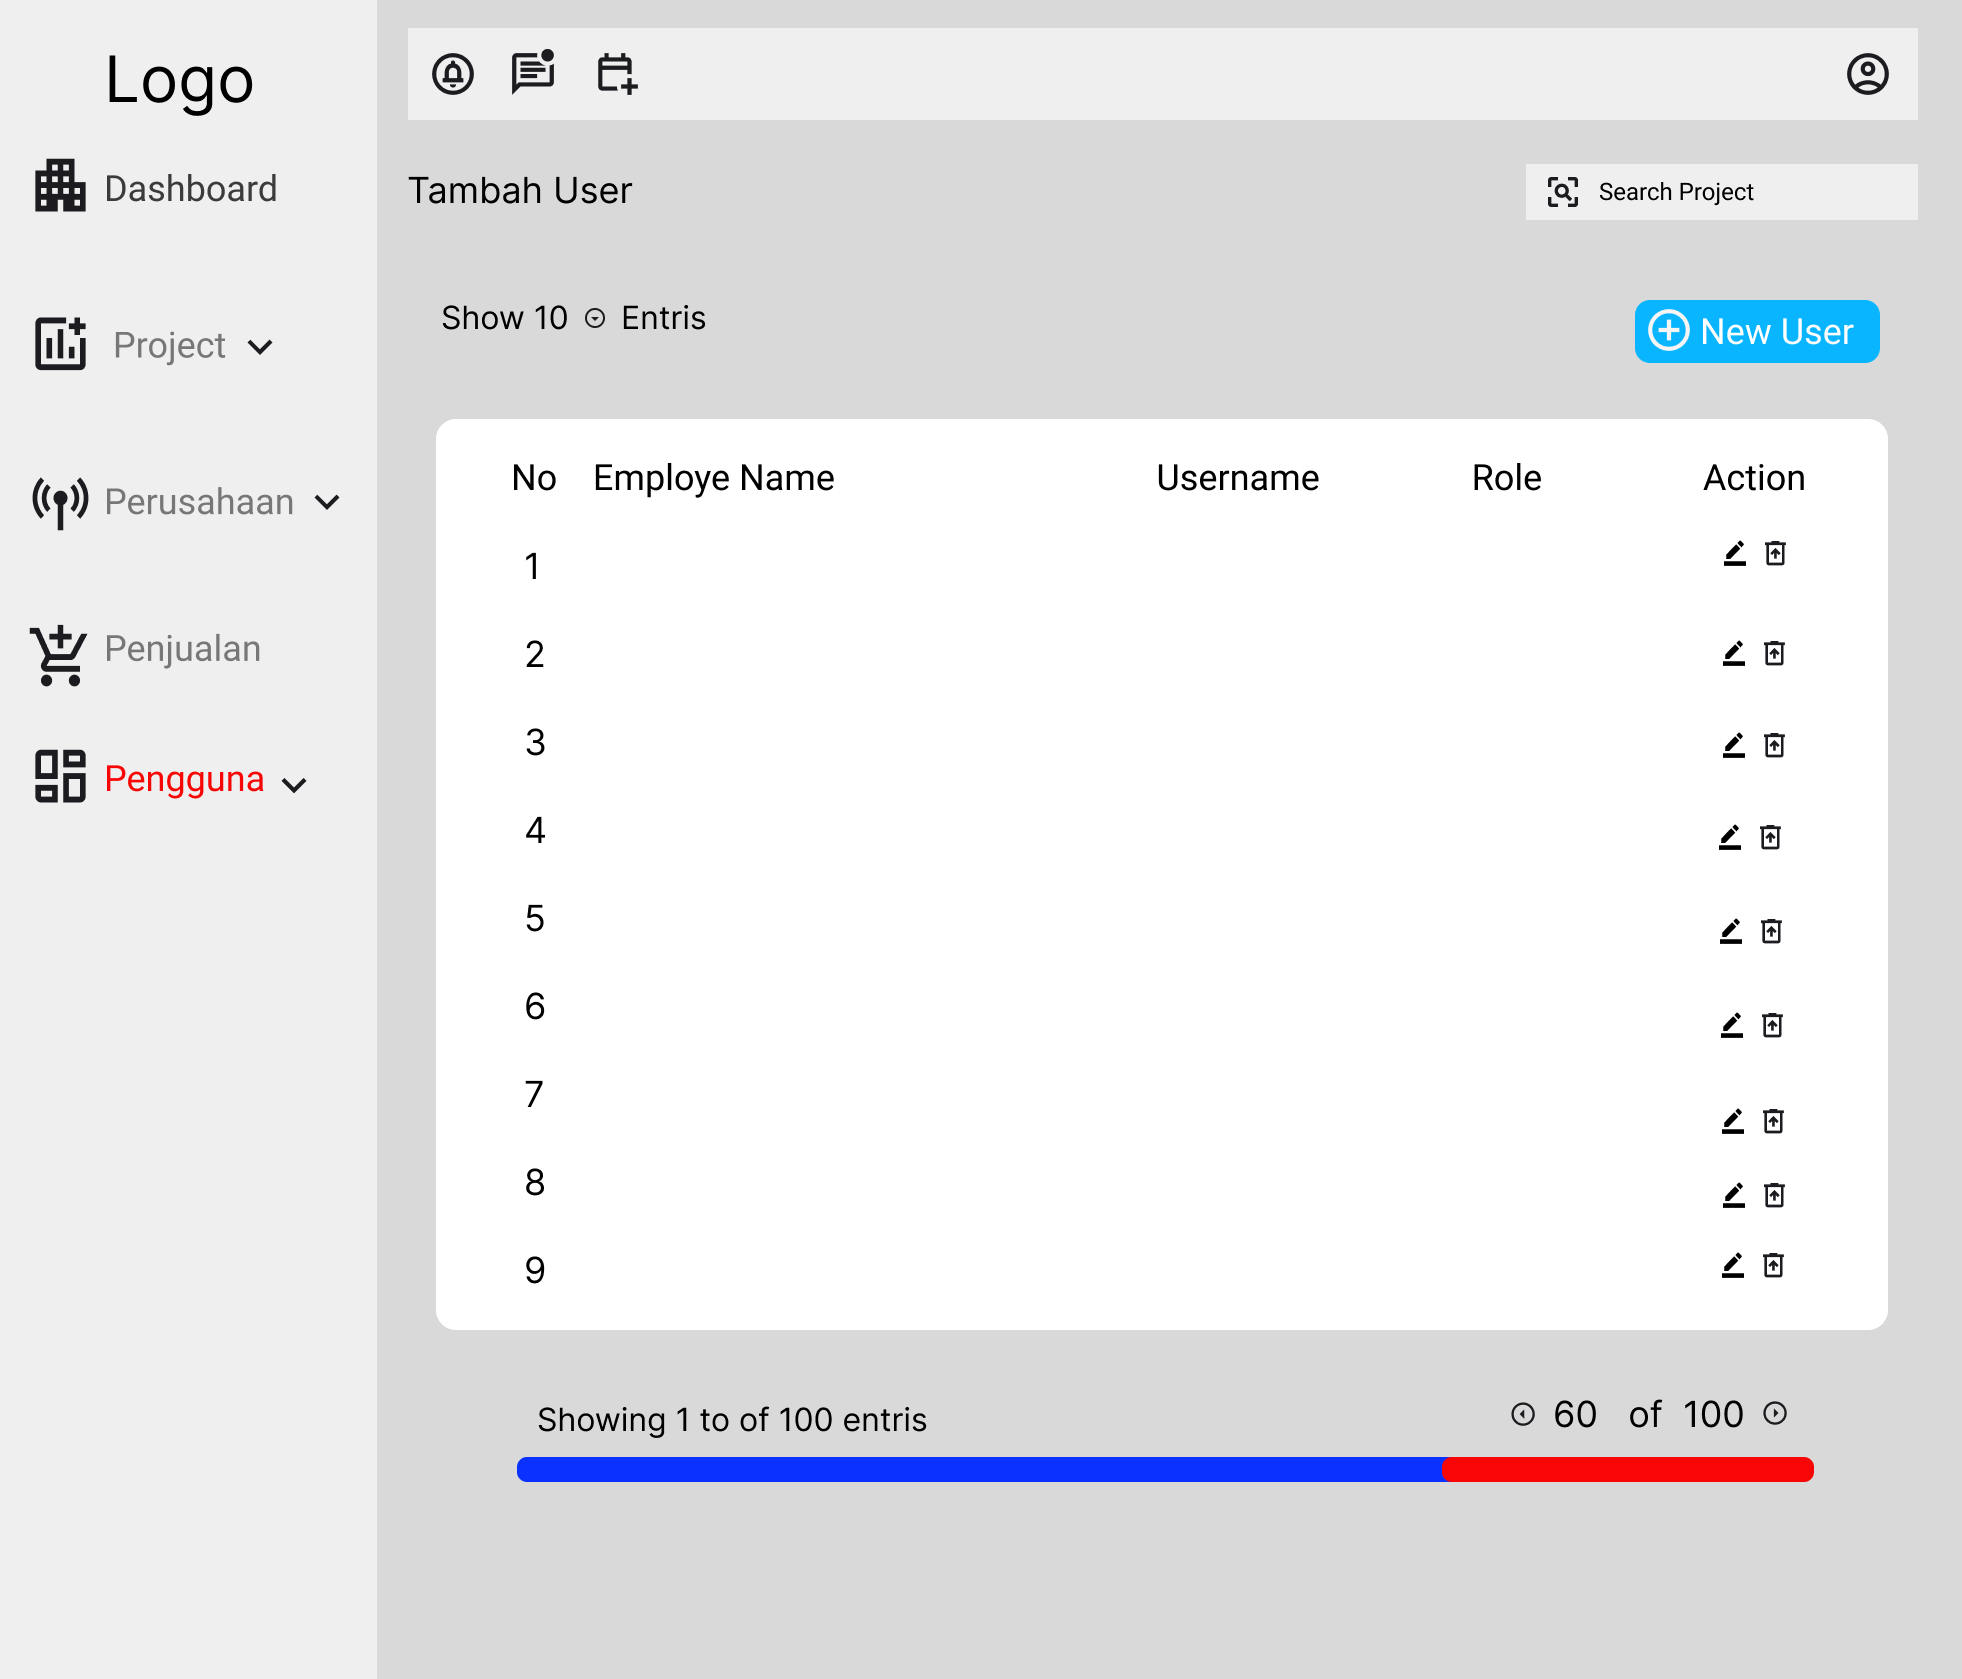 Logo
Dashboard
Project
Perusahaan
Penjualan
Pengguna
Tambah User
Search Project
Show 10 Entris
New User
No Employe Name Username Role Action
1
2
3
4
5
6
7
8
9
Showing 1 to of 100 entris
60 of 100